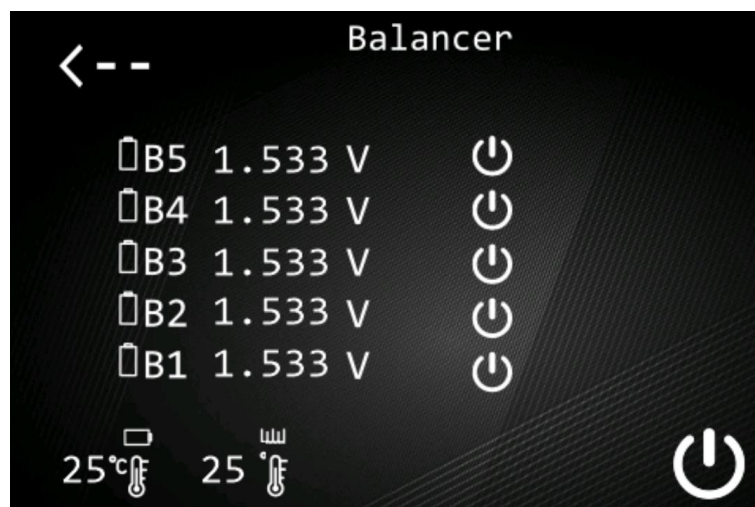 Balancer
<--
B5 1.533 V
B4 1.533 V
B3 1.533 V
B2 1.533 V
B1 1.533 V
25°C 25 °